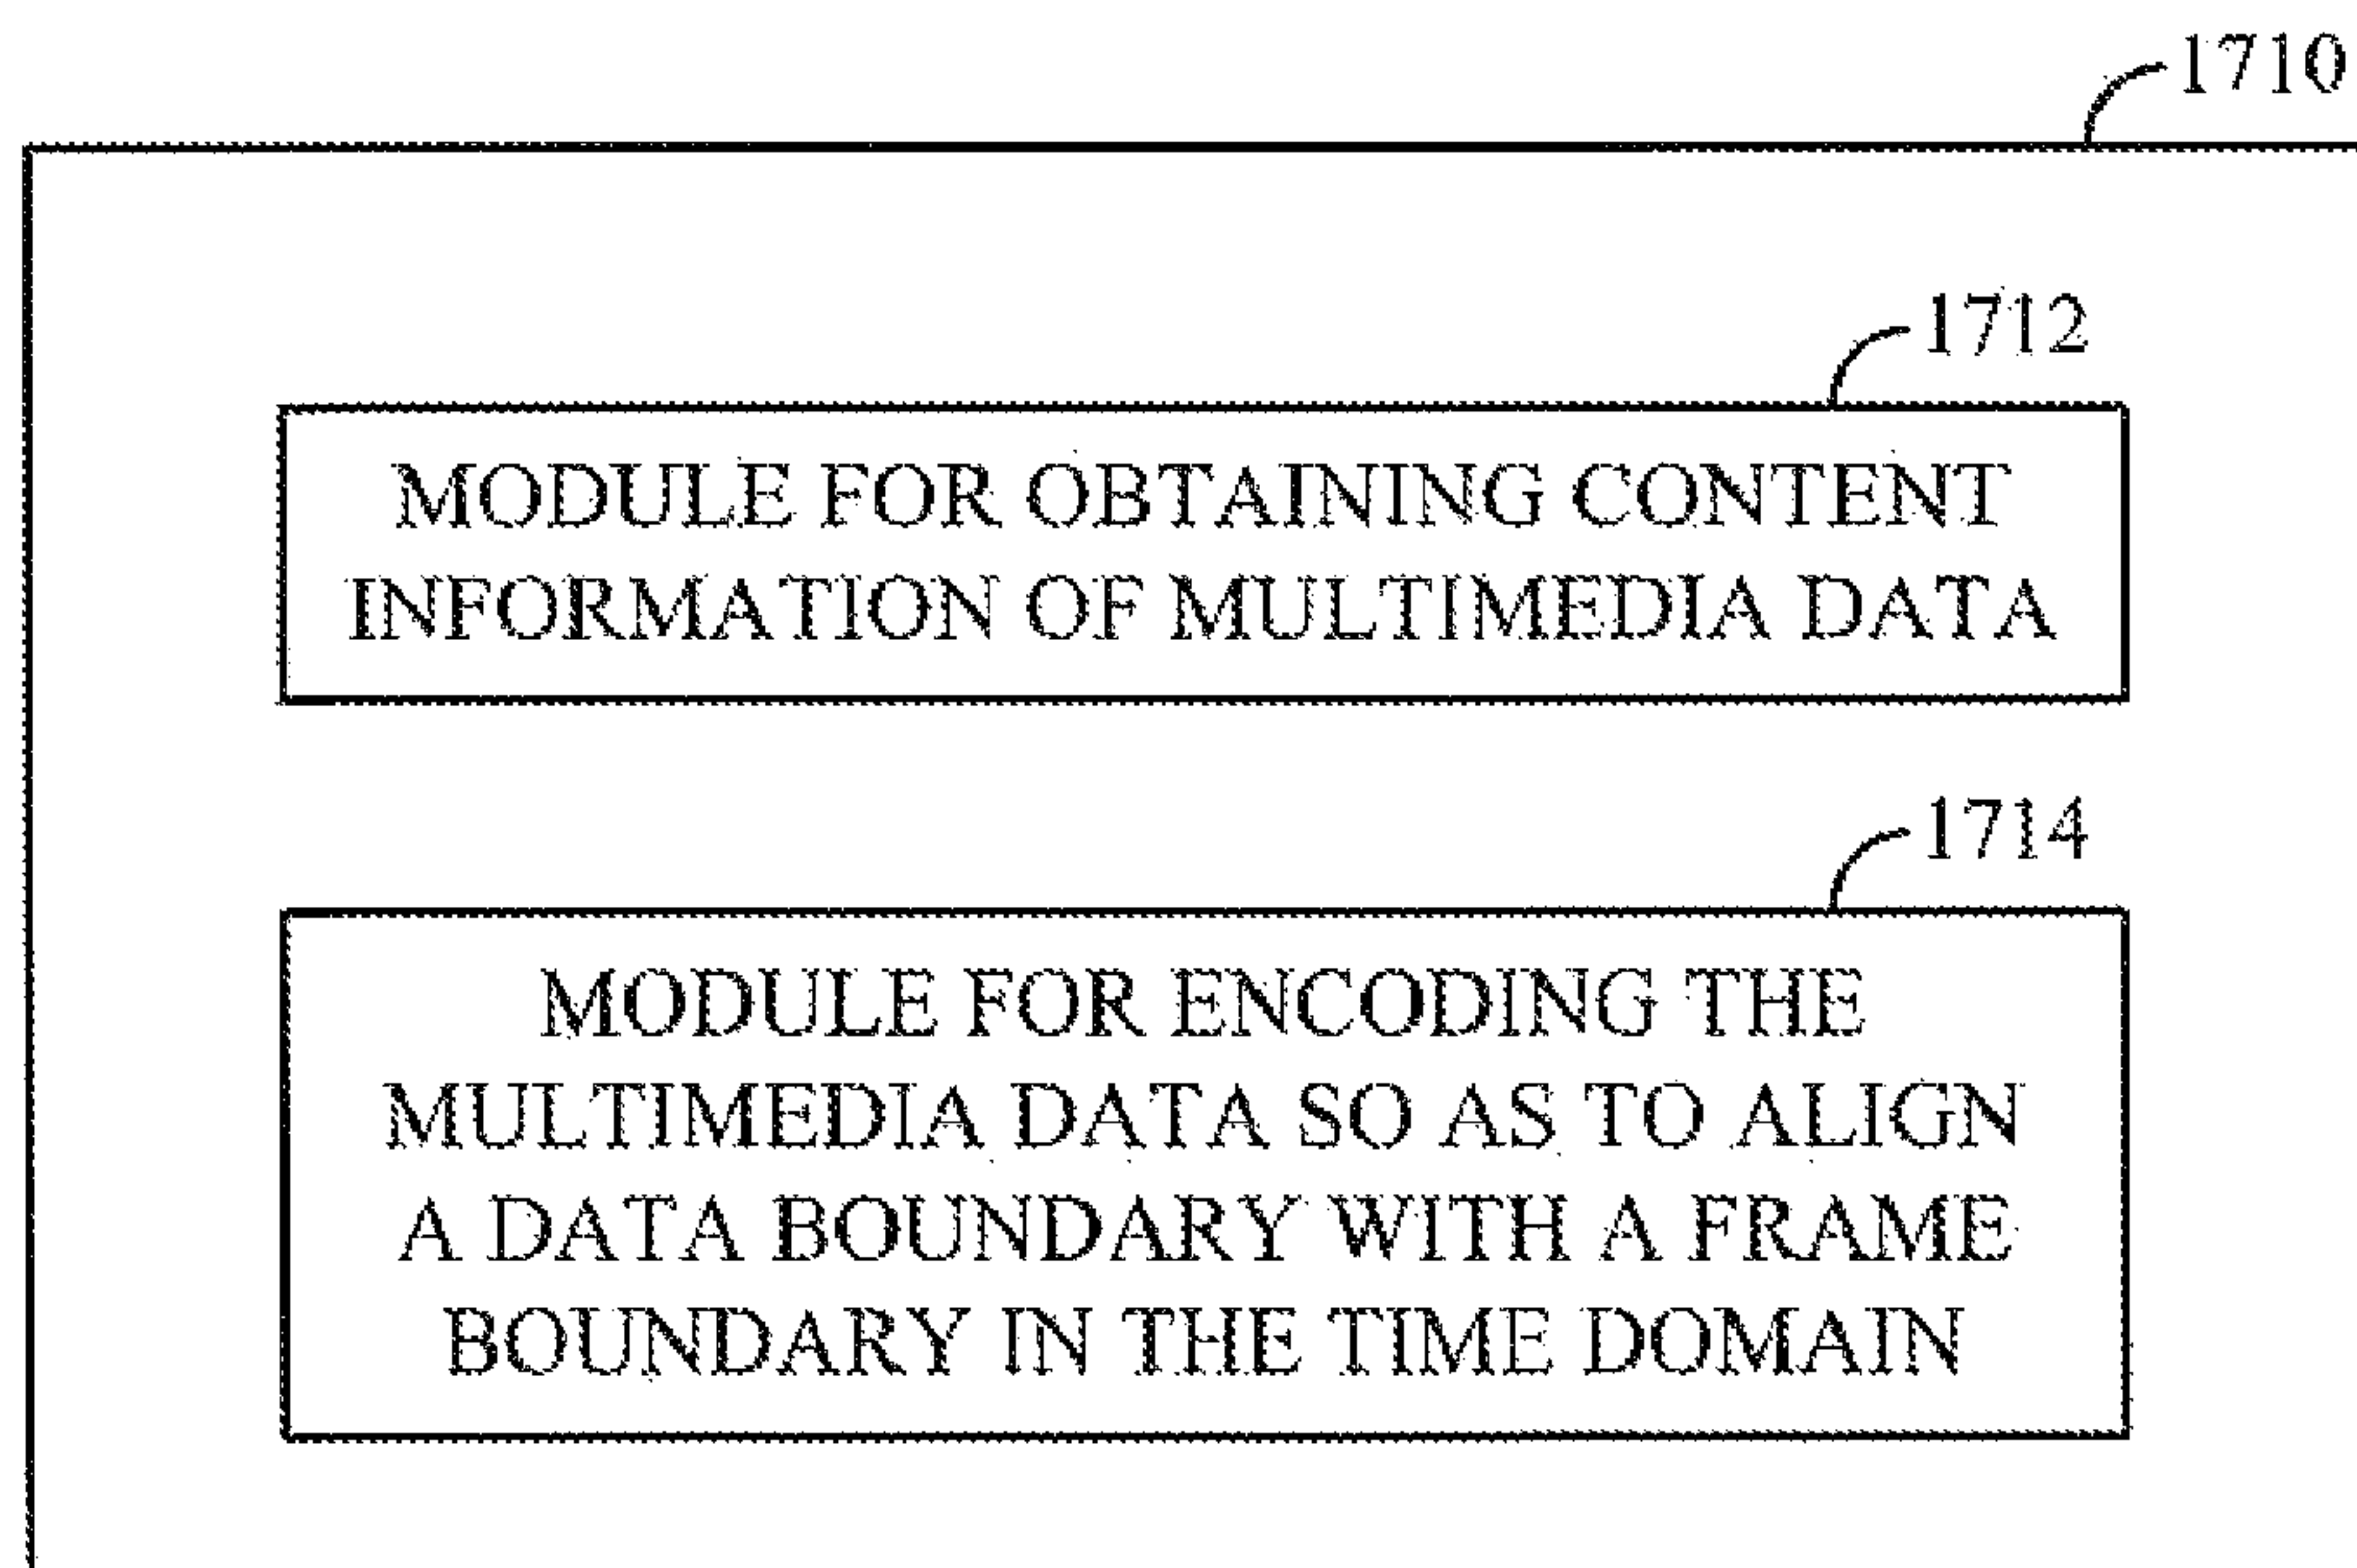 1710
1712
MODULE FOR OBTAINING CONTENT
INFORMATION OF MULTIMEDIA DATA
1714
MODULE FOR ENCODING THE
MULTIMEDIA DATA SO AS TO ALIGN
A DATA BOUNDARY WITH A FRAME
BOUNDARY IN THE TIME DOMAIN